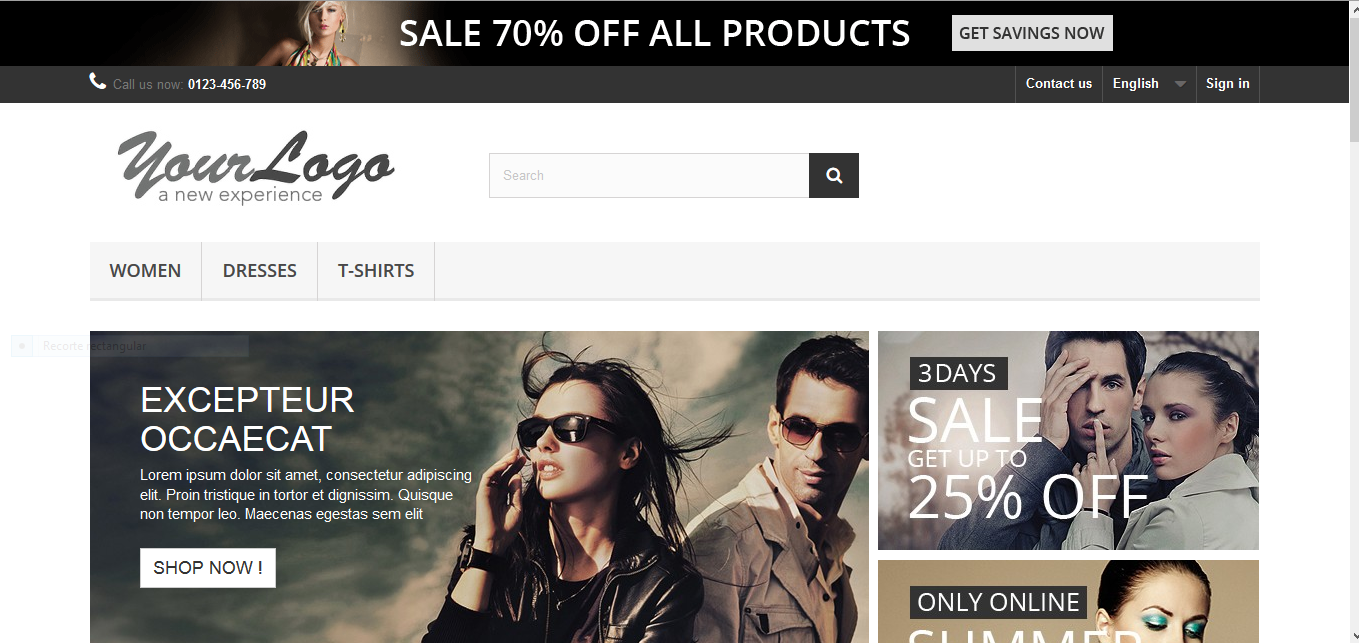 SALE 70% OFF ALL PRODUCTS
GET SAVINGS NOW
Call us now: 0123-456-789
Contact us
English
Sign in
YourLogo
a new experience
Search
WOMEN
DRESSES
T-SHIRTS
Recorte rectangular
EXCEPTEUR
OCCAECAT
Lorem ipsum dolor sit amet, consectetur adipiscing
elit. Proin tristique in tortor et dignissim. Quisque
non tempor leo. Maecenas egestas sem elit
SHOP NOW !
3 DAYS
SALE
GET UP TO
25% OFF
ONLY ONLINE
SUMMER